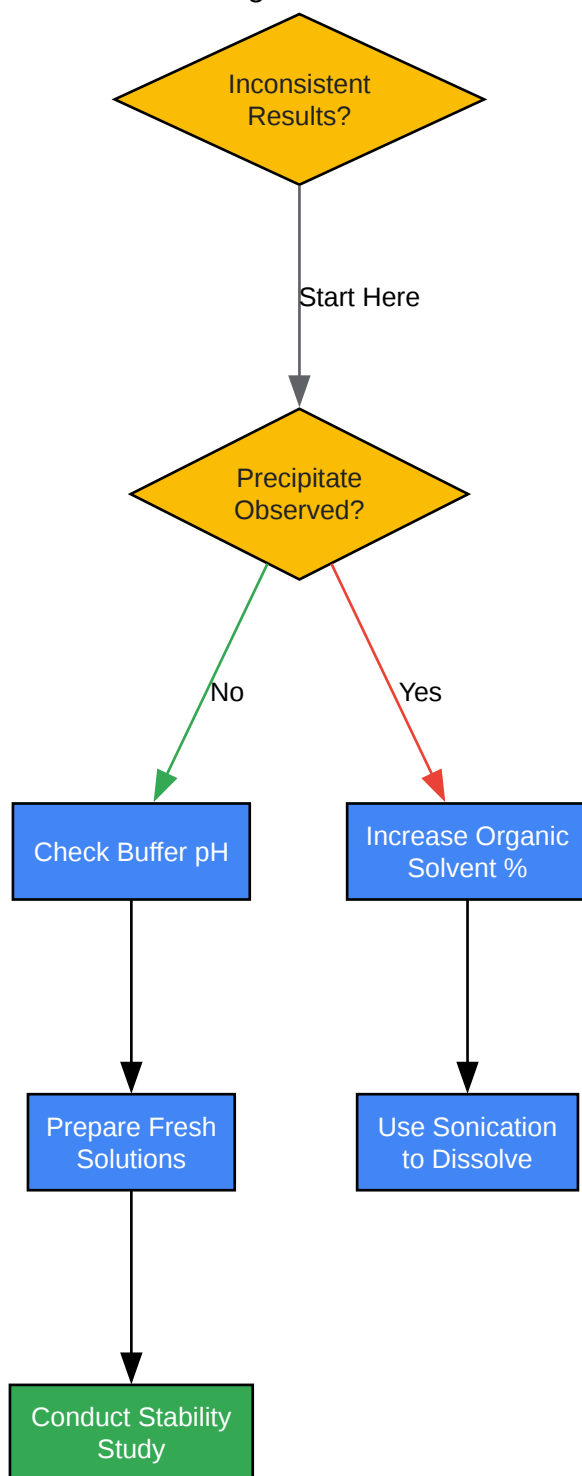 Inconsistent
Results?
Start Here
Precipitate
Observed?
No
Yes
Check Buffer pH
Increase Organic
Solvent %
Prepare Fresh
Solutions
Use Sonication
to Dissolve
Conduct Stability
Study